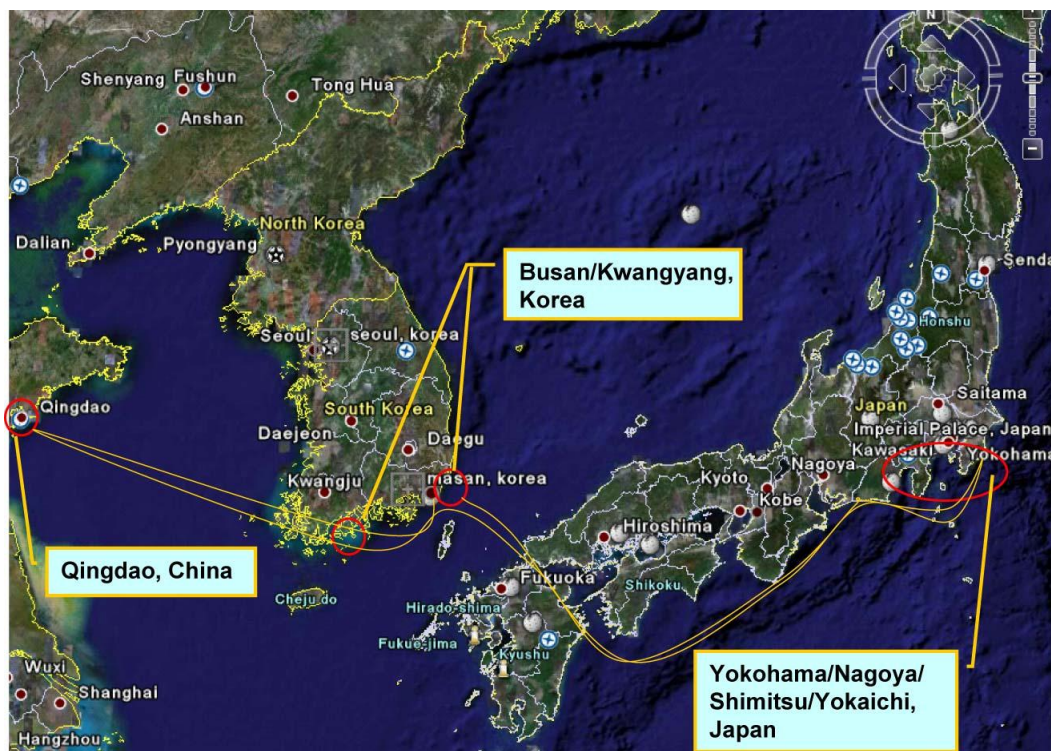 N
Shenyang
Fushun
Tong Hua
Anshan
North Korea
Dalian
Pyongyang
Busan/Kwangyang,
Korea
Senda
Honshu
Seoul
seoul, korea
Qingdao
South Korea
Daejeon
Daegu
Japan
Saitama
Imperial Palace, Japan
Kawasaki
Yokohama
Nagoya
Kyoto
Kobe
Kwangju
masan, korea
Hiroshima
Qingdao, China
Cheju do
Fukuoka
Shikoku
Hirado-shima
Fukue-jima
Kyushu
Yokohama/Nagoya/
Shimitsu/Yokaichi,
Japan
Wuxi
Shanghai
Hangzhou